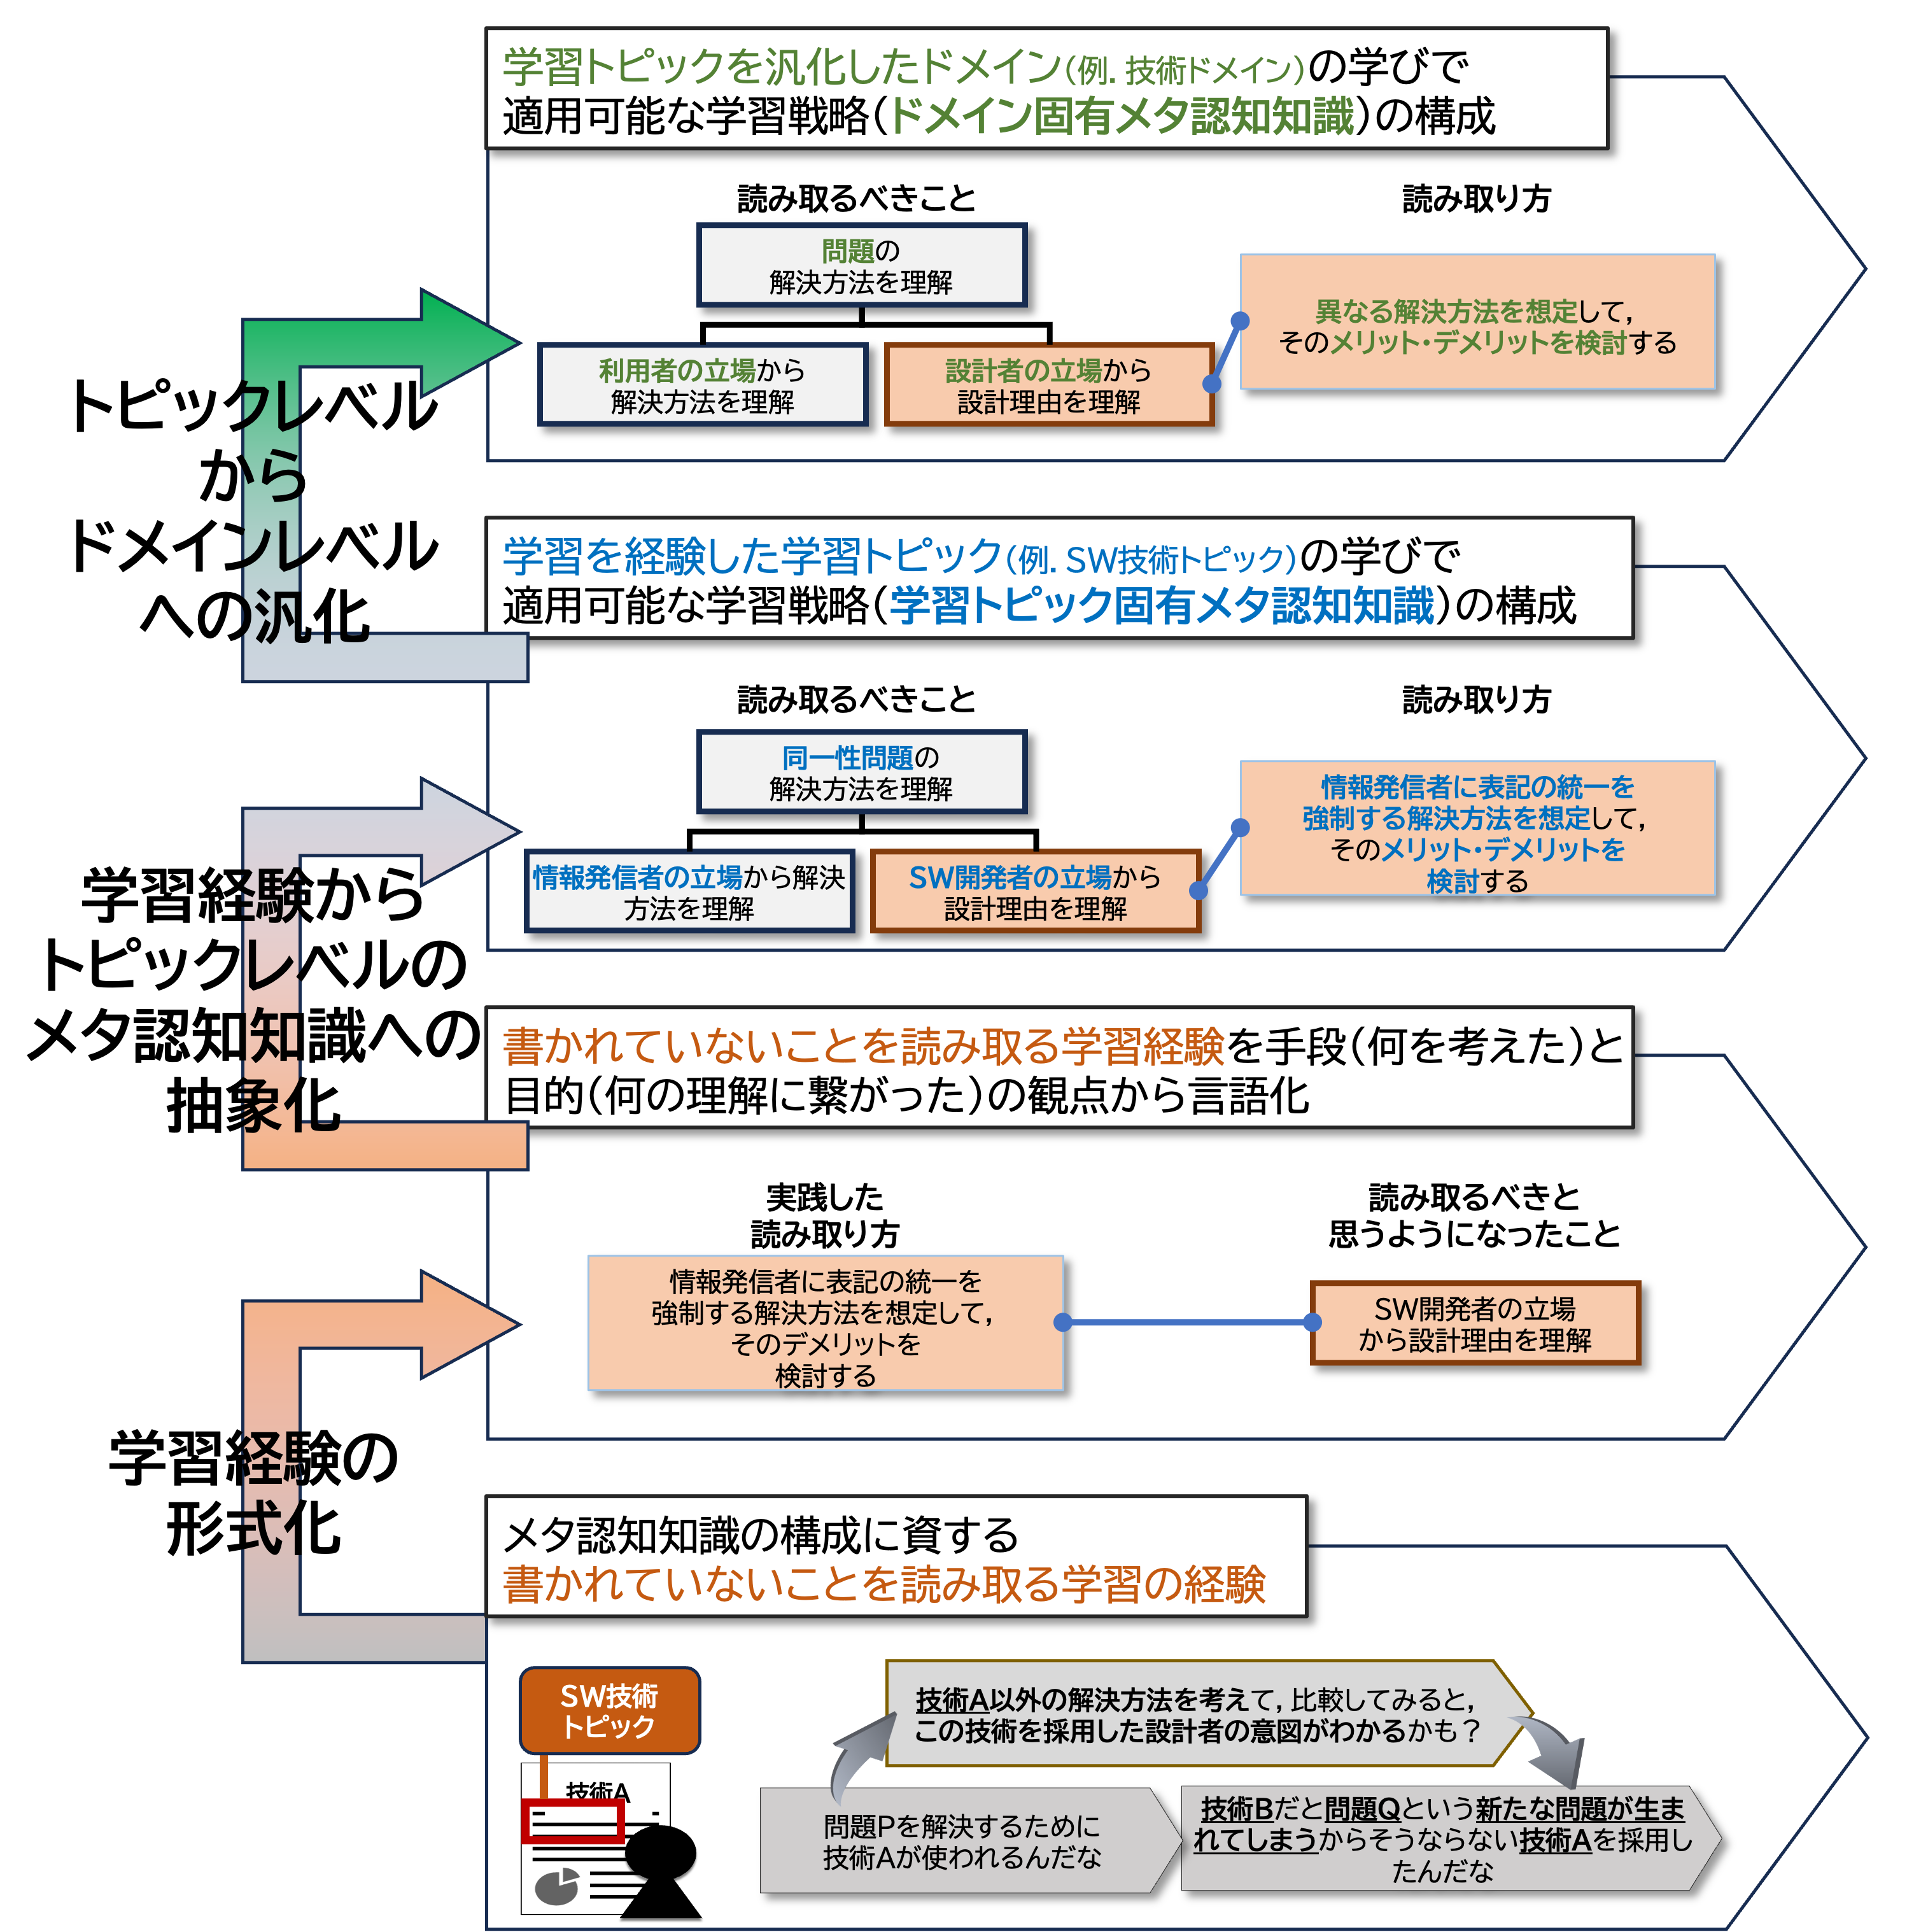 学習トピックを汎化したドメイン（例．技術ドメイン）の学びで
適用可能な学習戦略（ドメイン固有メタ認知知識）の構成
読み取るべきこと
読み取り方
問題の
解決方法を理解
利用者の立場から
解決方法を理解
設計者の立場から
設計理由を理解
異なる解決方法を想定して，
そのメリット・デメリットを検討する
トピックレベル
から
ドメインレベル
への汎化
学習を経験した学習トピック（例．SW技術トピック）の学びで
適用可能な学習戦略（学習トピック固有メタ認知知識）の構成
読み取るべきこと
読み取り方
同一性問題の
解決方法を理解
情報発信者の立場から解決
方法を理解
SW開発者の立場から
設計理由を理解
情報発信者に表記の統一を
強制する解決方法を想定して，
そのメリット・デメリットを
検討する
学習経験から
トピックレベルの
メタ認知知識への
抽象化
書かれていないことを読み取る学習経験を手段（何を考えた）と
目的（何の理解に繋がった）の観点から言語化
実践した
読み取り方
読み取るべきと
思うようになったこと
情報発信者に表記の統一を
強制する解決方法を想定して，
そのデメリットを
検討する
SW開発者の立場
から設計理由を理解
学習経験の
形式化
メタ認知知識の構成に資する
書かれていないことを読み取る学習の経験
SW技術
トピック
技術A
技術A以外の解決方法を考えて，比較してみると，
この技術を採用した設計者の意図がわかるかも？
問題Pを解決するために
技術Aが使われるんだな
技術Bだと問題Qという新たな問題が生ま
れてしまうからそうならない技術Aを採用し
たんだな